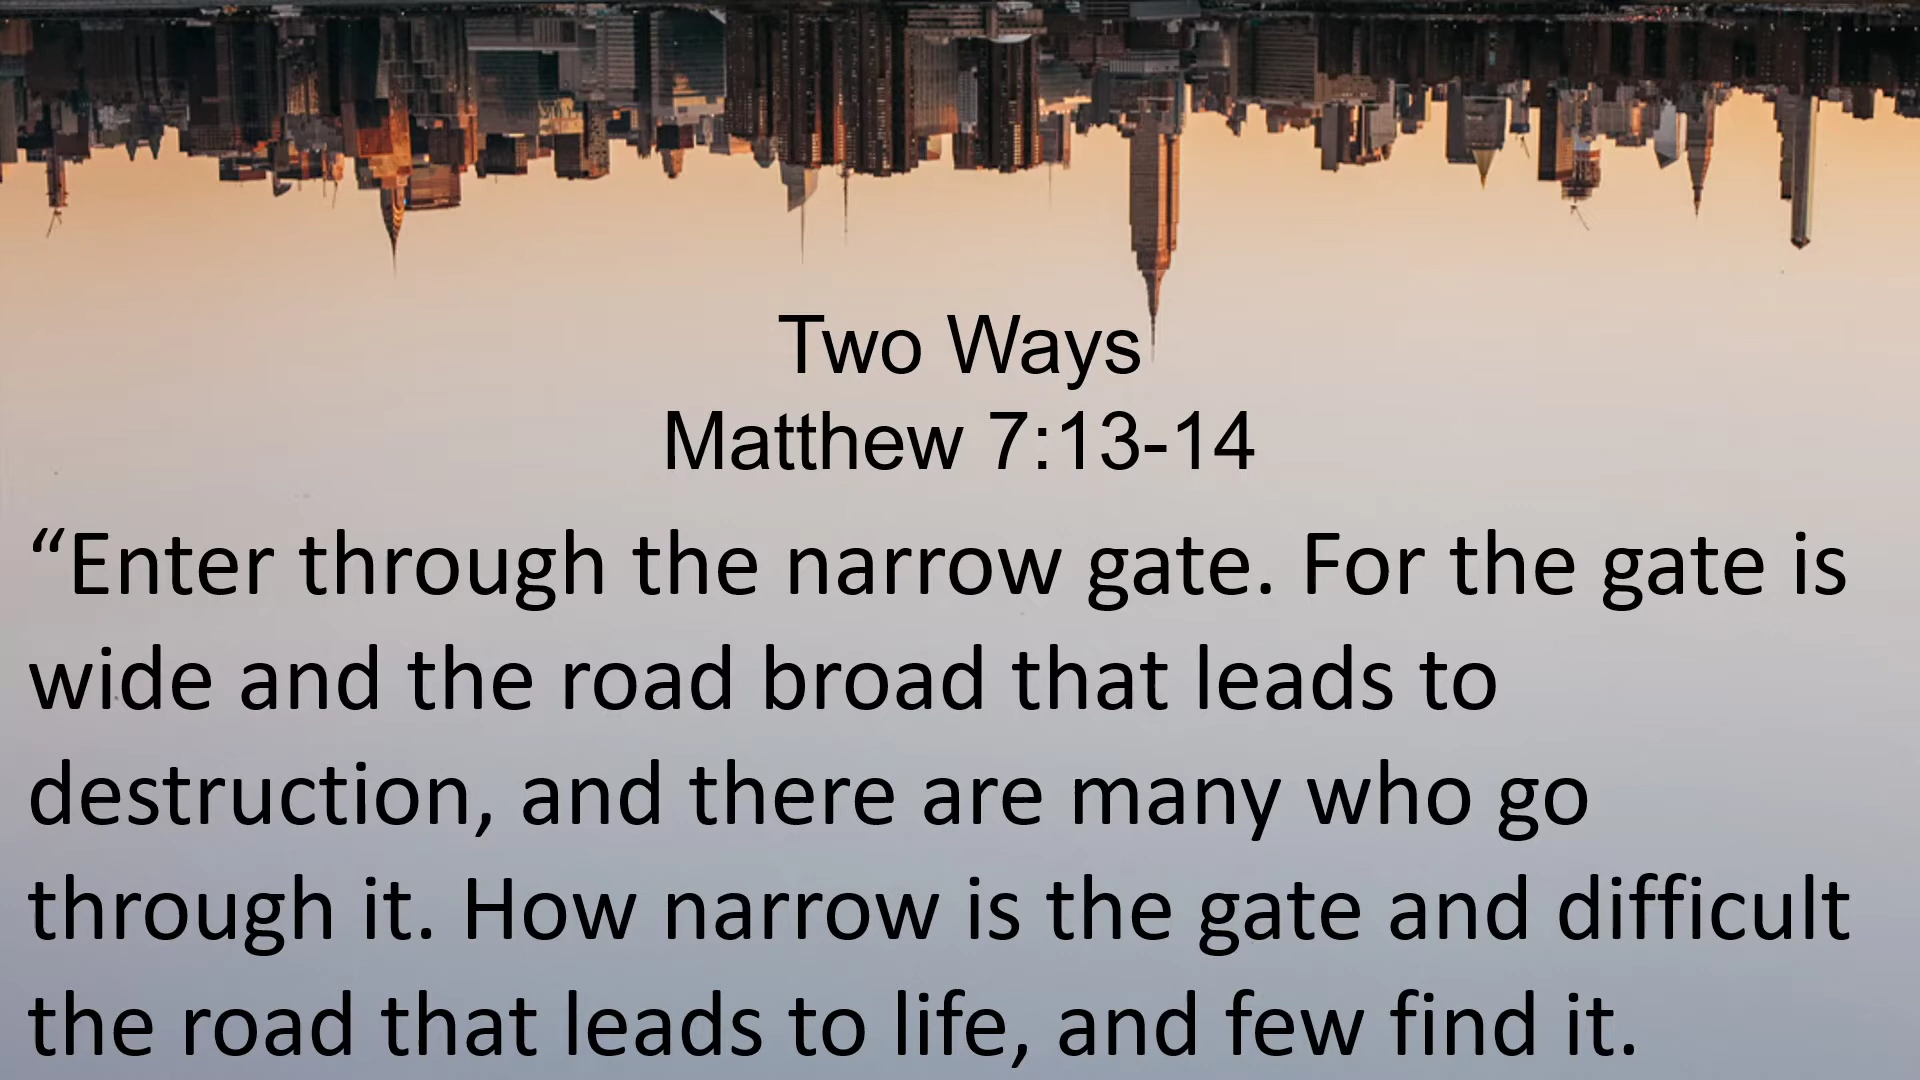 Two Ways
Matthew 7:13-14
“Enter through the narrow gate. For the gate is
wide and the road broad that leads to
destruction, and there are many who go
through it. How narrow is the gate and difficult
the road that leads to life, and few find it.